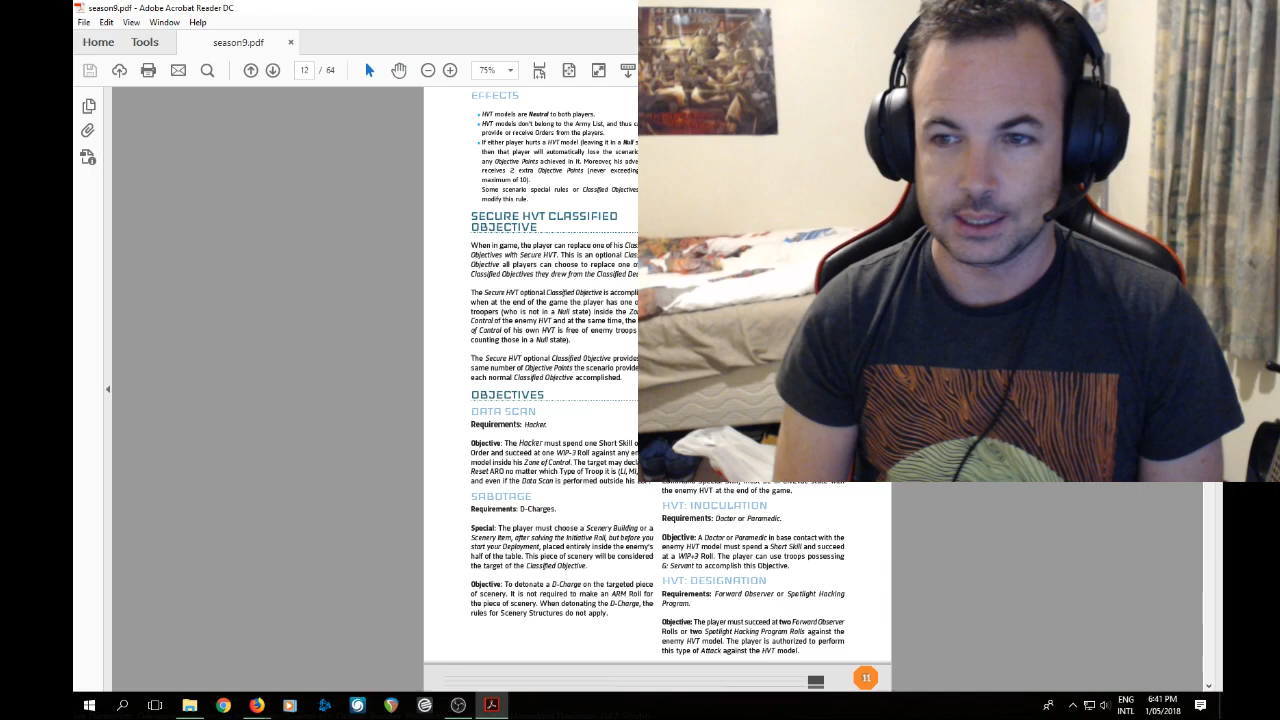 season9.pdf - Adobe Acrobat Reader DC
File Edit View Window Help
Home Tools season9.pdf ×
12 / 64 75%
EFFECTS
HVT models are Neutral to both players.
HVT models don't belong to the Army List, and thus
provide or receive Orders from the players.
If either player hurts a HVT model (leaving it in a Null
then that player will automatically lose the
any Objective Points achieved in it. Moreover, his
receives 2 extra Objective Points (never exceeding
maximum of 10).
Some scenario special rules or Classified Objectives
modify this rule.
SECURE HVT CLASSIFIED
OBJECTIVE
When in game, the player can replace one of his
Objectives with Secure HVT. This is an optional
Objective all players can choose to replace one
Classified Objectives they drew from the Classified
The Secure HVT optional Classified Objective is
when at the end of the game the player has one
troopers (who is not in a Null state) inside the
Control of the enemy HVT and at the same time, the
of Control of his own HVT is free of enemy troops
counting those in a Null state).
The Secure HVT optional Classified Objective
same number of Objective Points the scenario
each normal Classified Objective accomplished.
OBJECTIVES
DATA SCAN
Requirements: Hacker.
Objective: The Hacker must spend one Short Skill
Order and succeed at one WIP-3 Roll against any
model inside his Zone of Control. The target may
Reset ARO no matter which Type of Troop it is (LI, MI,
and even if the Data Scan is performed outside his
SABOTAGE
Requirements: D-Charges.
Special: The player must choose a Scenery Building or a
Scenery Item, after solving the Initiative Roll, but before you
start your Deployment, placed entirely inside the enemy's
half of the table. This piece of scenery will be considered
the target of the Classified Objective.
Objective: To detonate a D-Charge on the targeted piece
of scenery. It is not required to make an ARM Roll for
the piece of scenery. When detonating the D-Charge, the
rules for Scenery Structures do not apply.
the enemy HVT at the end of the game.
HVT: INOCULATION
Requirements: Doctor or Paramedic.
Objective: A Doctor or Paramedic in base contact with the
enemy HVT model must spend a Short Skill and succeed
at a WIP+3 Roll. The player can use troops possessing
G: Servant to accomplish this Objective.
HVT: DESIGNATION
Requirements: Forward Observer or Spotlight Hacking
Program.
Objective: The player must succeed at two Forward Observer
Rolls or two Spotlight Hacking Program Rolls against the
enemy HVT model. The player is authorized to perform
this type of Attack against the HVT model.
11
ENG
INTL
6:41 PM
1/05/2018